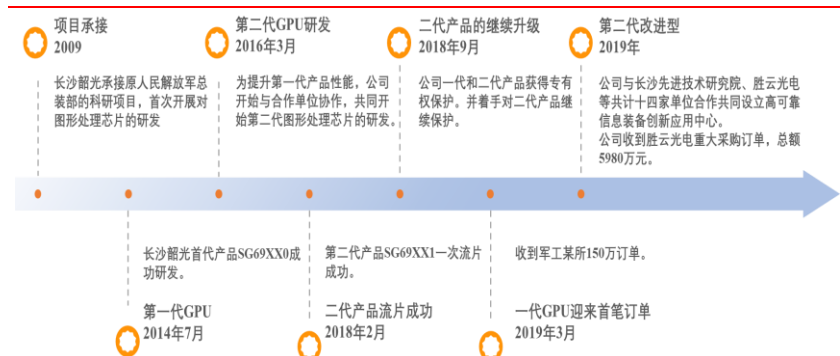 项目承接
2009
长沙韶光承接原人民解放军总
装部的科研项目，首次开展对
图形处理芯片的研发
第二代GPU研发
2016年3月
为提升第一代产品性能，公司
开始与合作单位协作，共同开
始第二代图形处理芯片的研发。
二代产品的继续升级
2018年9月
公司一代和二代产品获得专有
权保护。并着手对二代产品继
续保护。
第二代改进型
2019年
公司与长沙先进技术研究院、胜云光电
等共计十四家单位合作共同设立高可靠
信息装备创新应用中心。
公司收到胜云光电重大采购订单，总额
5980万元。
长沙韶光首代产品SG69XX0成
功研发。
第一代GPU
2014年7月
第二代产品SG69XX1一次流片
成功。
二代产品流片成功
2018年2月
收到军工某所150万订单。
一代GPU迎来首笔订单
2019年3月